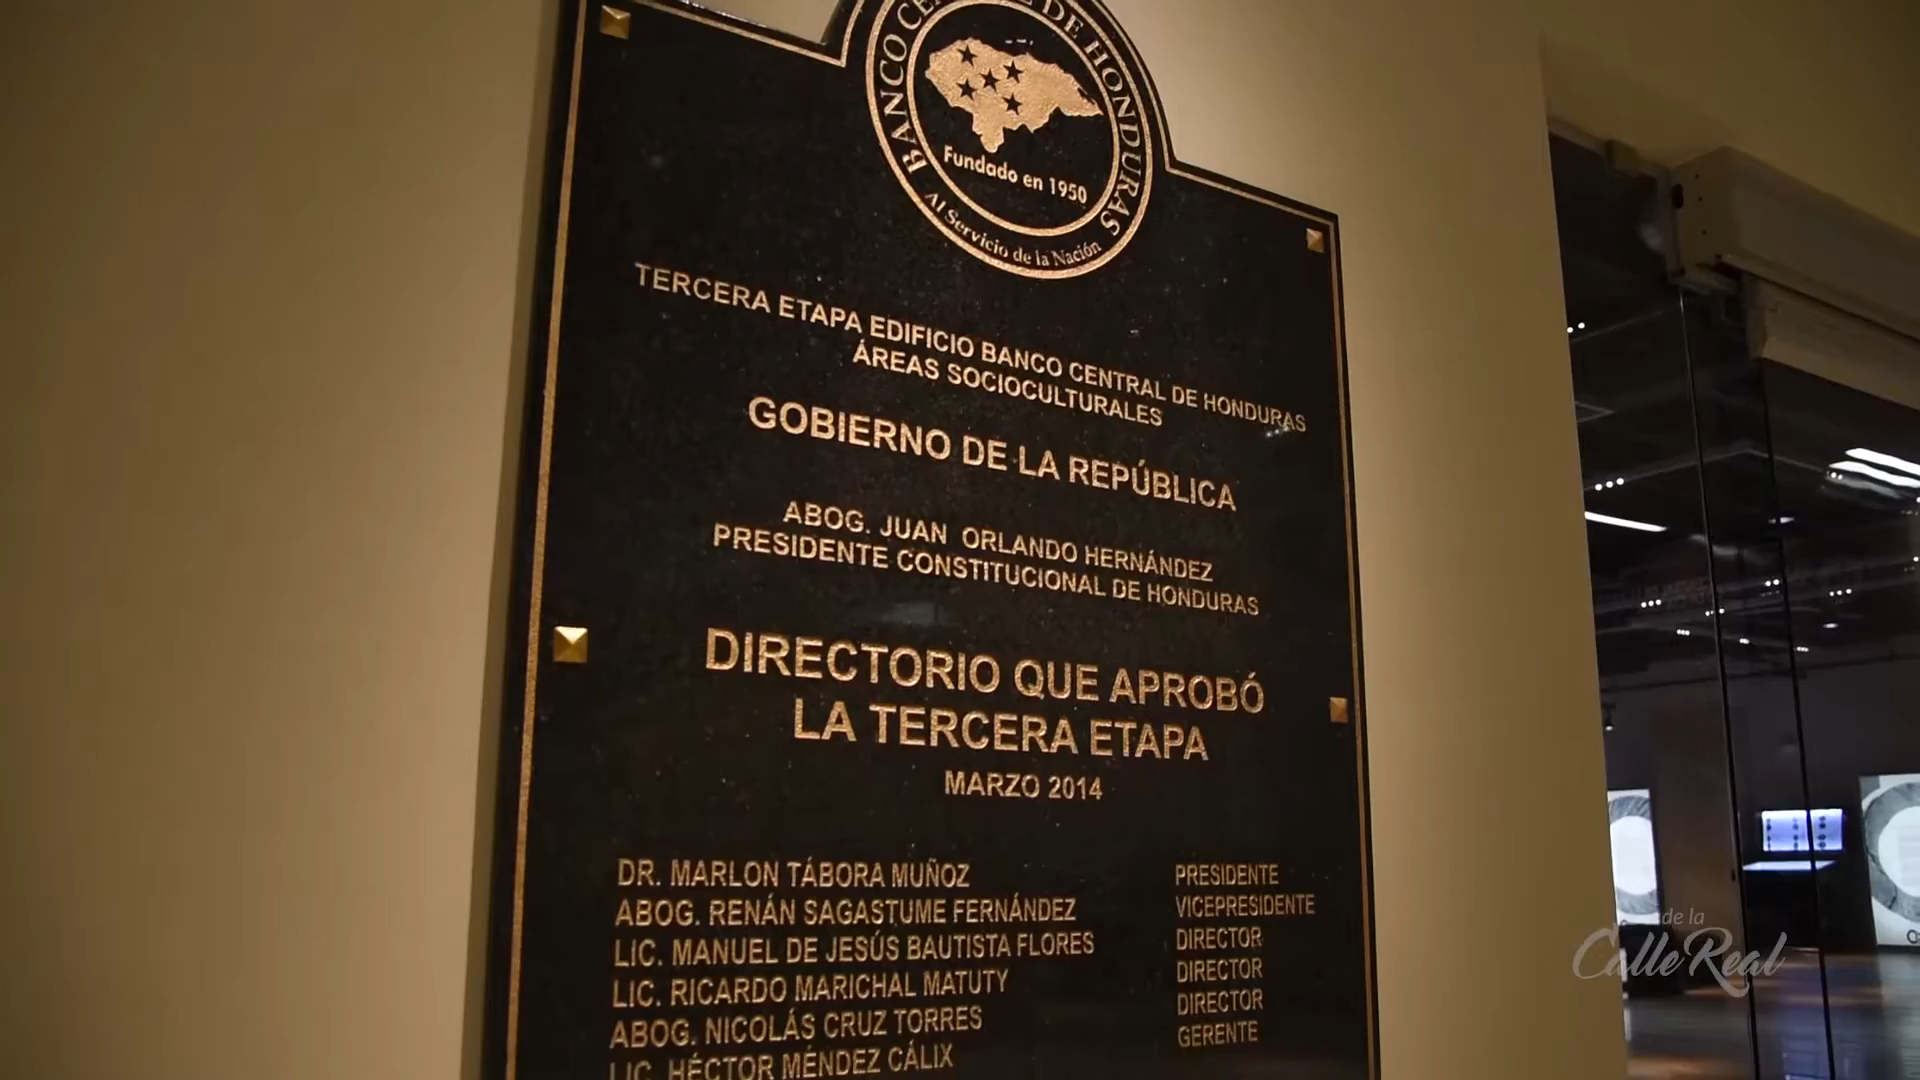 BANCO CENTRAL DE HONDURAS
Fundado en 1950
Al Servicio de la Nación
TERCERA ETAPA EDIFICIO BANCO CENTRAL DE HONDURAS
ÁREAS SOCIOCULTURALES
GOBIERNO DE LA REPÚBLICA
ABOG. JUAN ORLANDO HERNÁNDEZ
PRESIDENTE CONSTITUCIONAL DE HONDURAS
DIRECTORIO QUE APROBÓ
LA TERCERA ETAPA
MARZO 2014
DR. MARLON TÁBORA MUÑOZ PRESIDENTE
ABOG. RENÁN SAGASTUME FERNÁNDEZ VICEPRESIDENTE
LIC. MANUEL DE JESÚS BAUTISTA FLORES DIRECTOR
LIC. RICARDO MARICHAL MATUTY DIRECTOR
ABOG. NICOLÁS CRUZ TORRES DIRECTOR
LIC. HÉCTOR MÉNDEZ CÁLIX GERENTE
de la
Calle Real